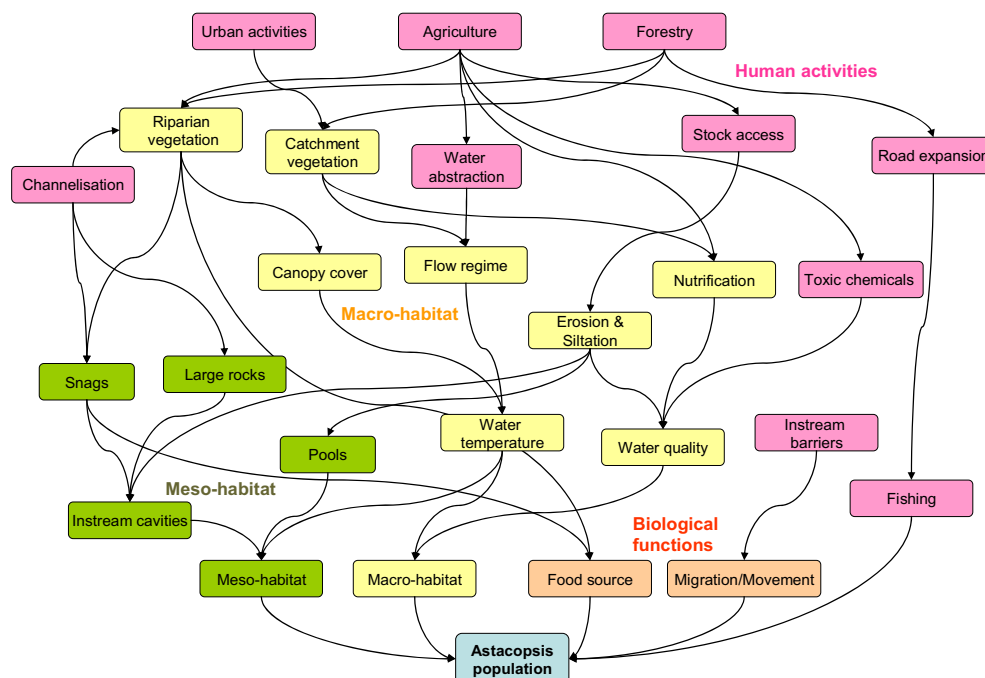 Urban activities
Agriculture
Forestry
Human activities
Riparian
vegetation
Catchment
vegetation
Water
abstraction
Stock access
Road expansion
Channelisation
Canopy cover
Flow regime
Nutrification
Toxic chemicals
Macro-habitat
Erosion &
Siltation
Snags
Large rocks
Pools
Water
temperature
Water quality
Instream
barriers
Meso-habitat
Instream cavities
Fishing
Biological
functions
Meso-habitat
Macro-habitat
Food source
Migration/Movement
Astacopsis
population